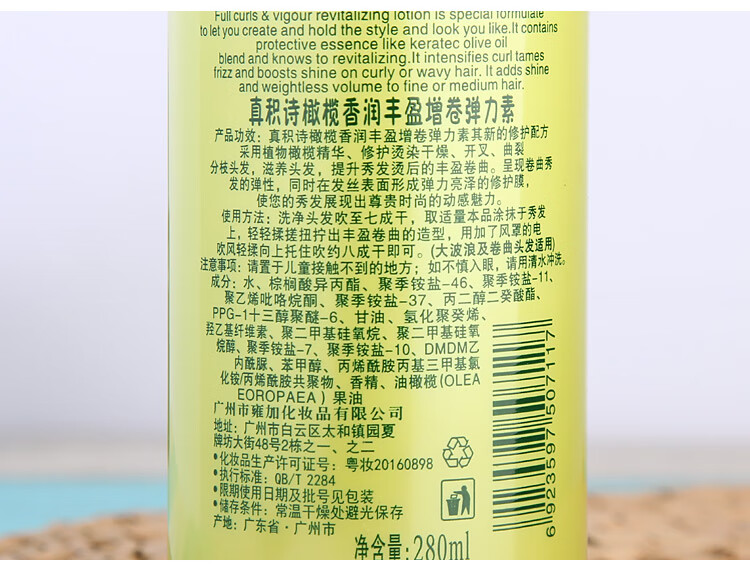 Full curls & vigour revitalizing lotion is special formulate
to let you create and hold the style and look you like.It contains
protective essence like keratec olive oil
blend and knows to revitalizing.It intensifies curl tames
frizz and boosts shine on curly or wavy hair. It adds shine
and weightless volume to fine or medium hair.
真积诗橄榄香润丰盈增卷弹力素
产品功效：真积诗橄榄香润丰盈增卷弹力素其新的修护配方
采用植物橄榄精华、修护烫染干燥、开叉、曲裂
分枝头发，滋养头发，提升秀发烫后的丰盈卷曲。呈现卷曲秀
发的弹性，同时在发丝表面形成弹力亮泽的修护膜，
使您的秀发展现出尊贵时尚的动感魅力。
使用方法：洗净头发吹至七成干，取适量本品涂抹于秀发
上，轻轻揉搓扭拧出丰盈卷曲的造型，用加了风罩的电
吹风轻揉向上托住吹约八成干即可。(大波浪及卷曲头发适用)
注意事项：请置于儿童接触不到的地方；如不慎入眼，请用清水冲洗。
成分：水、棕榈酸异丙酯、聚季铵盐-46、聚季铵盐-11、
聚乙烯吡咯烷酮、聚季铵盐-37、丙二醇二癸酸酯、
PPG-1十三醇聚醚-6、甘油、氢化聚癸烯、
羟乙基纤维素、聚二甲基硅氧烷、聚二甲基硅氧
烷醇、聚季铵盐-7、聚季铵盐-10、DMDM乙
内酰脲、苯甲醇、丙烯酰胺丙基三甲基氯
化铵/丙烯酰胺共聚物、香精、油橄榄(OLEA
EOROPAEA）果油
广州市雍加化妆品有限公司
地址：广州市白云区太和镇园夏
牌坊大街48号2栋之一、之二
•化妆品生产许可证号：粤妆20160898
•执行标准：QB/T 2284
•限期使用日期及批号见包装
•储存条件：常温干燥处避光保存
产地：广东省·广州市
净含量：280ml
6923597507117